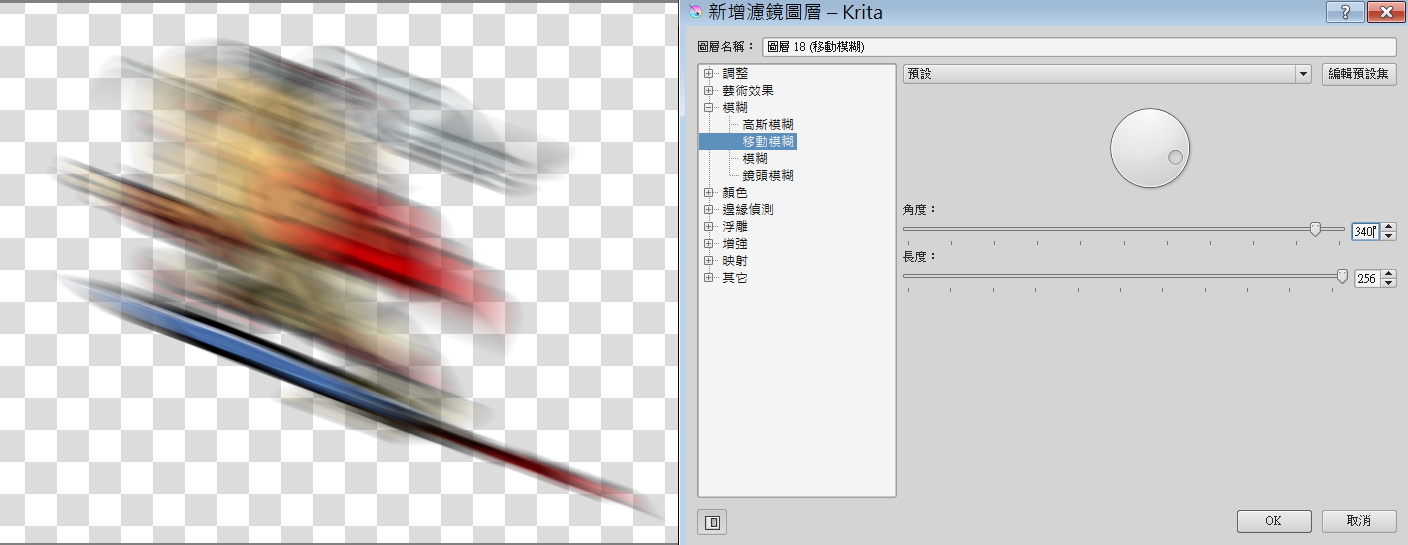 新增濾鏡圖層 – Krita
圖層名稱： 圖層 18 (移動模糊)
調整
藝術效果
模糊
高斯模糊
移動模糊
模糊
鏡頭模糊
顏色
邊緣偵測
浮雕
增強
映射
其它
預設 編輯預設集
角度：
340°
長度：
256
OK 取消